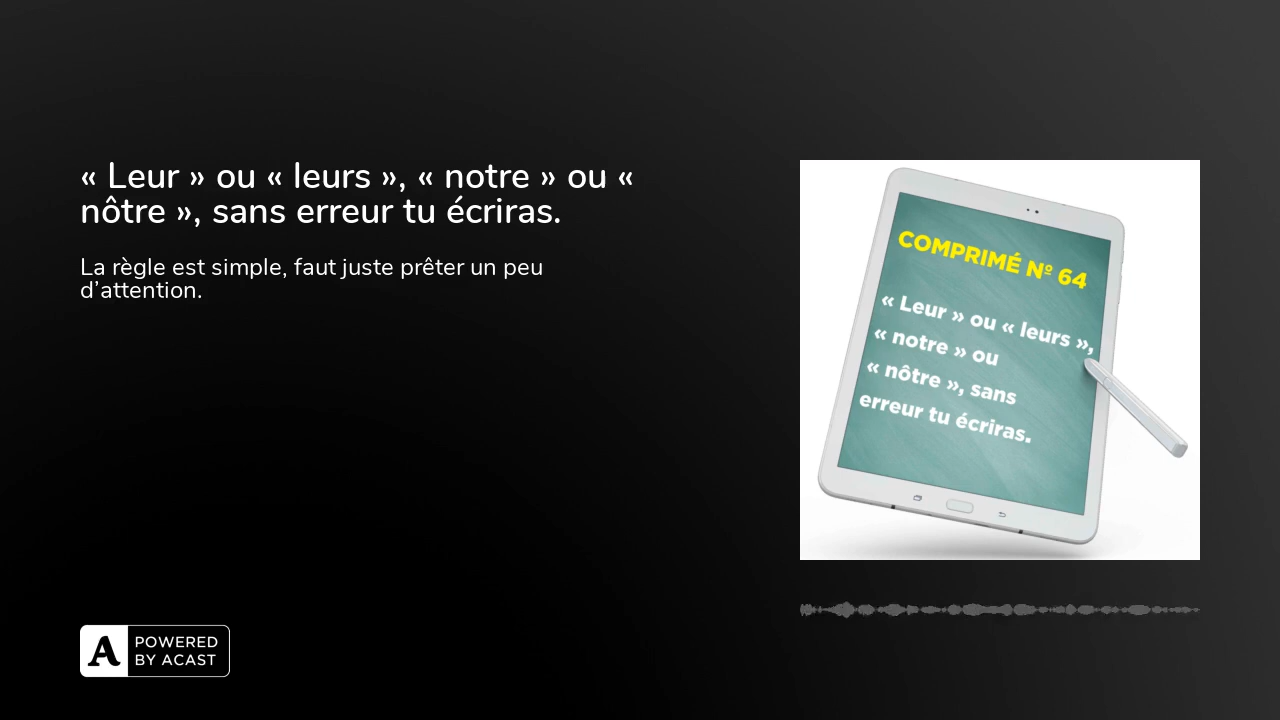 « Leur » ou « leurs », « notre » ou «
nôtre », sans erreur tu écriras.
La règle est simple, faut juste prêter un peu
d’attention.
COMPRIMÉ Nº 64
« Leur » ou « leurs »,
« notre » ou
« nôtre », sans
erreur tu écriras.
A POWERED
BY ACAST